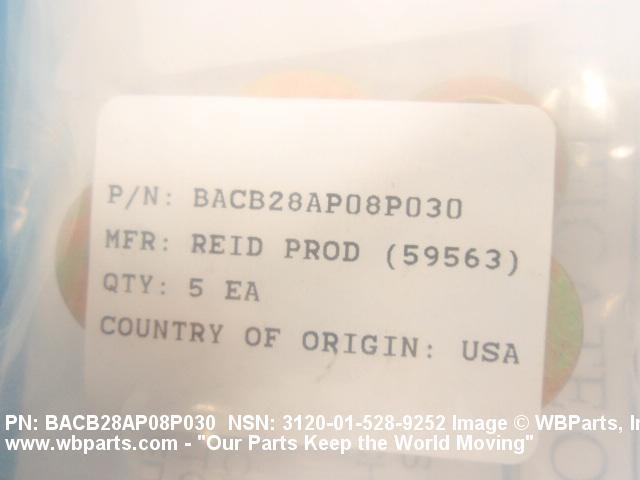 P/N: BACB28AP08P030
MFR: REID PROD (59563)
QTY: 5 EA
COUNTRY OF ORIGIN: USA
PN: BACB28AP08P030 NSN: 3120-01-528-9252 Image © WBParts, In
www.wbparts.com - "Our Parts Keep the World Moving"